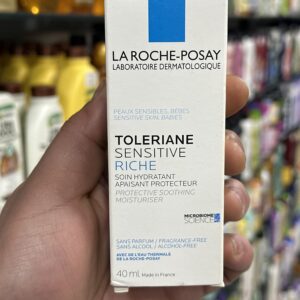 LA ROCHE-POSAY
LABORATOIRE DERMATOLOGIQUE
PEAUX SENSIBLES, BÉBÉS
SENSITIVE SKIN, BABIES
TOLERIANE
SENSITIVE
RICHE
SOIN HYDRATANT
APAISANT PROTECTEUR
PROTECTIVE SOOTHING
MOISTURISER
MICROBIOME
SCIENCE
SANS PARFUM / FRAGRANCE-FREE
SANS ALCOOL / ALCOHOL-FREE
AVEC DE L'EAU THERMALE
DE LA ROCHE-POSAY
40 mL Made in France